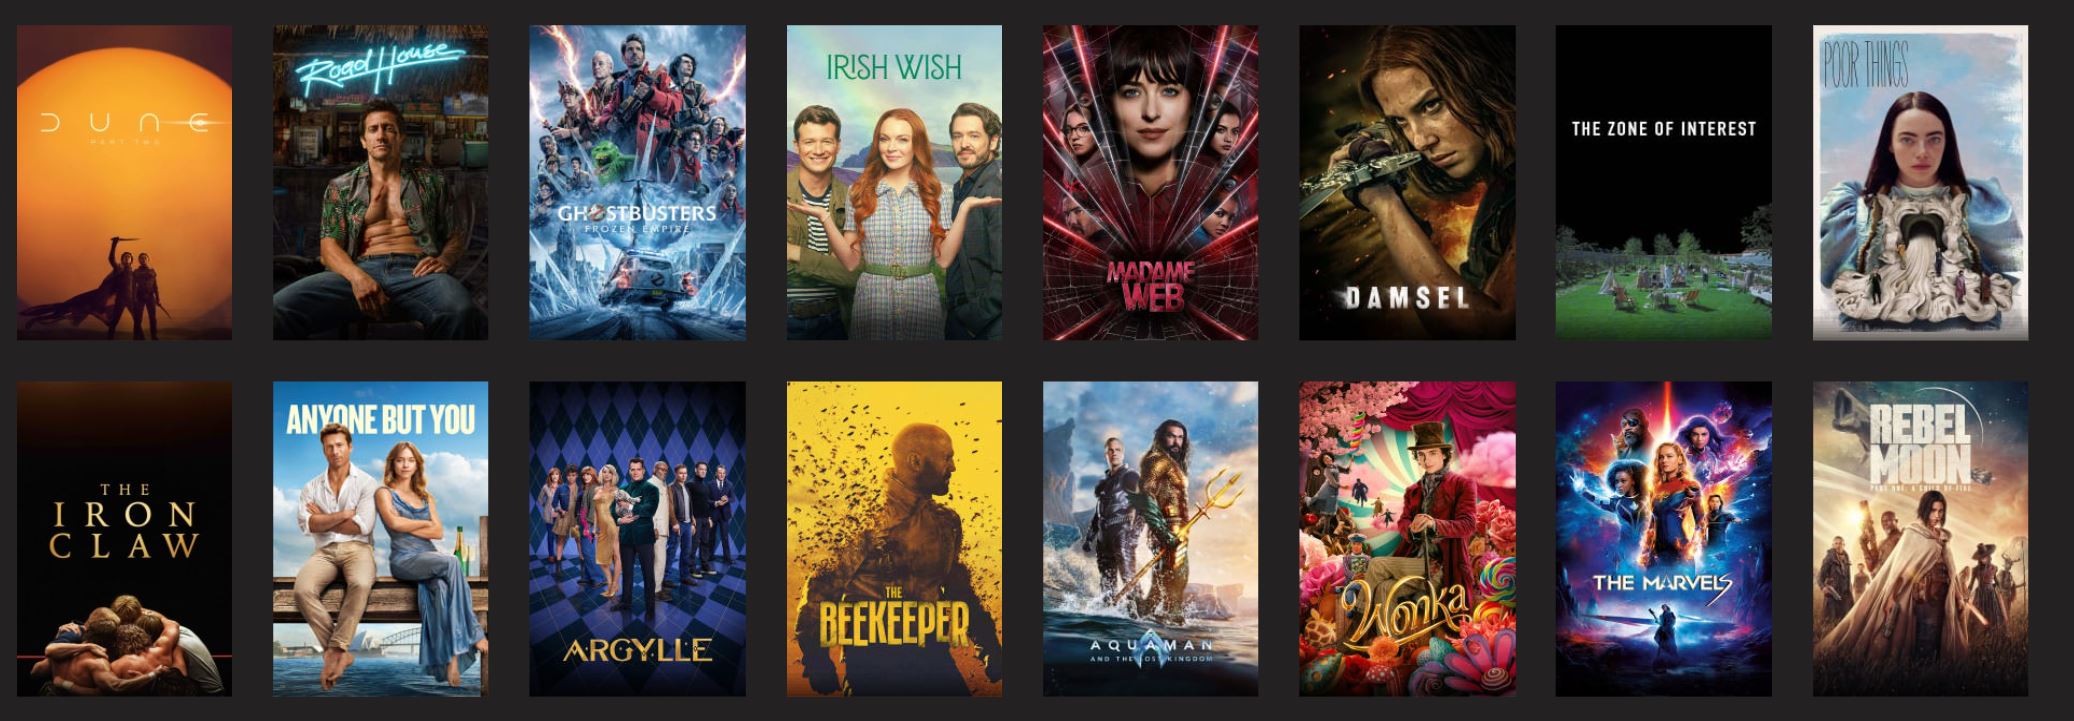 DUNE
PART TWO
Road House
GHOSTBUSTERS
FROZEN EMPIRE
IRISH WISH
MADAME
WEB
DAMSEL
THE ZONE OF INTEREST
POOR THINGS
THE
IRON
CLAW
ANYONE BUT YOU
ARGYLLE
THE
BEEKEEPER
AQUAMAN
AND THE LOST KINGDOM
Wonka
THE MARVELS
REBEL
MOON
PART ONE: A CHILD OF FIRE